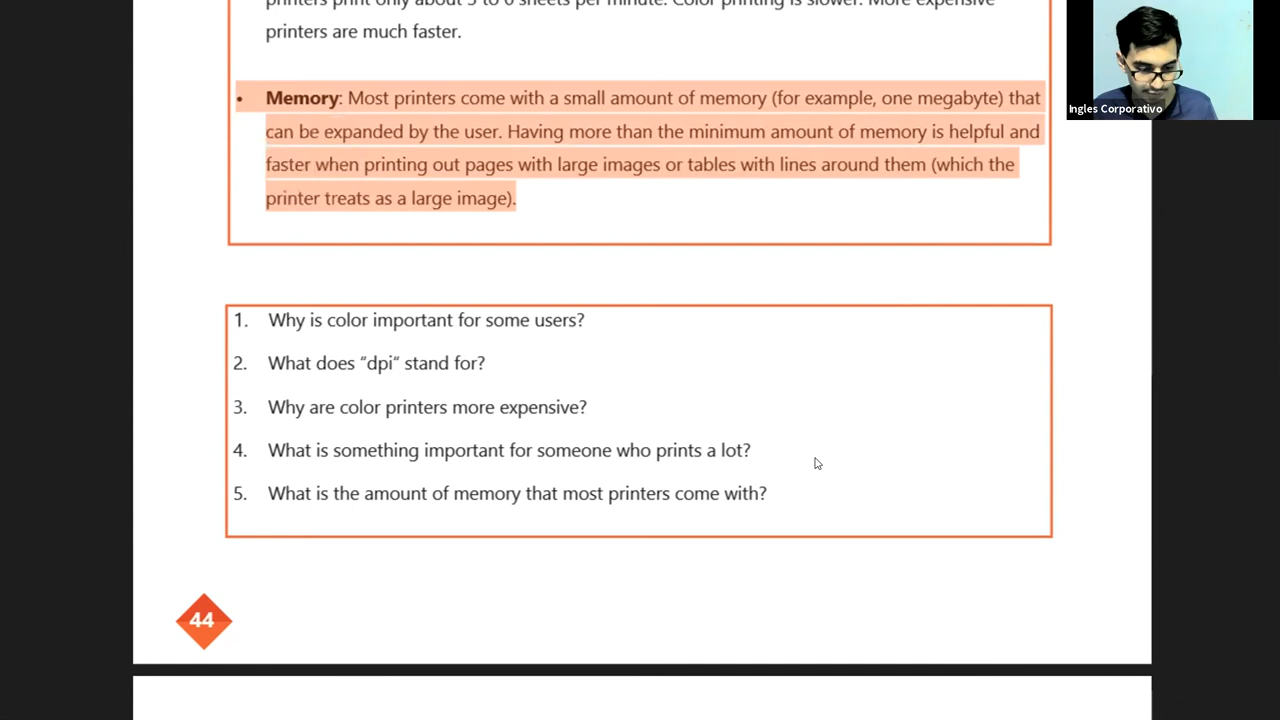 printers print only about 5 to 6 sheets per minute. Color printing is slower. More expensive
printers are much faster.
• Memory: Most printers come with a small amount of memory (for example, one megabyte) that
can be expanded by the user. Having more than the minimum amount of memory is helpful and
faster when printing out pages with large images or tables with lines around them (which the
printer treats as a large image).
1. Why is color important for some users?
2. What does “dpi“ stand for?
3. Why are color printers more expensive?
4. What is something important for someone who prints a lot?
5. What is the amount of memory that most printers come with?
44
Ingles Corporativo